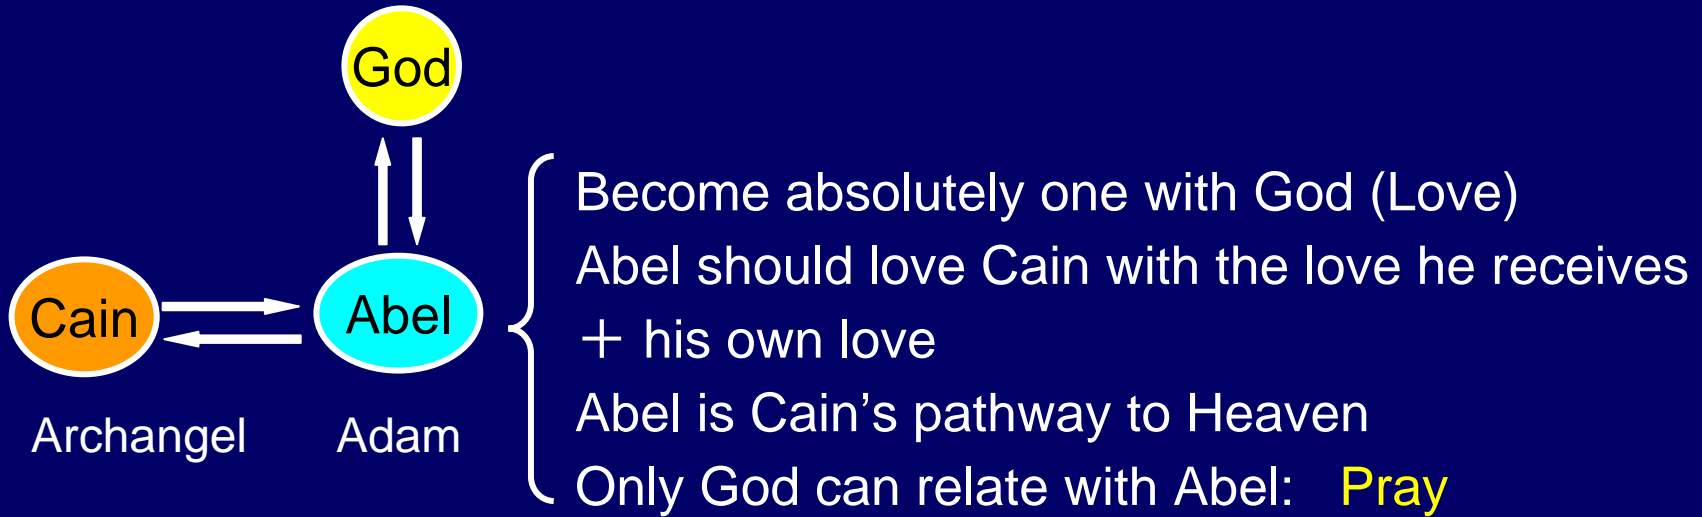 God
Become absolutely one with God (Love)
Abel should love Cain with the love he receives
+ his own love
Cain
Abel
Abel is Cain’s pathway to Heaven
Archangel
Adam
Only God can relate with Abel: Pray